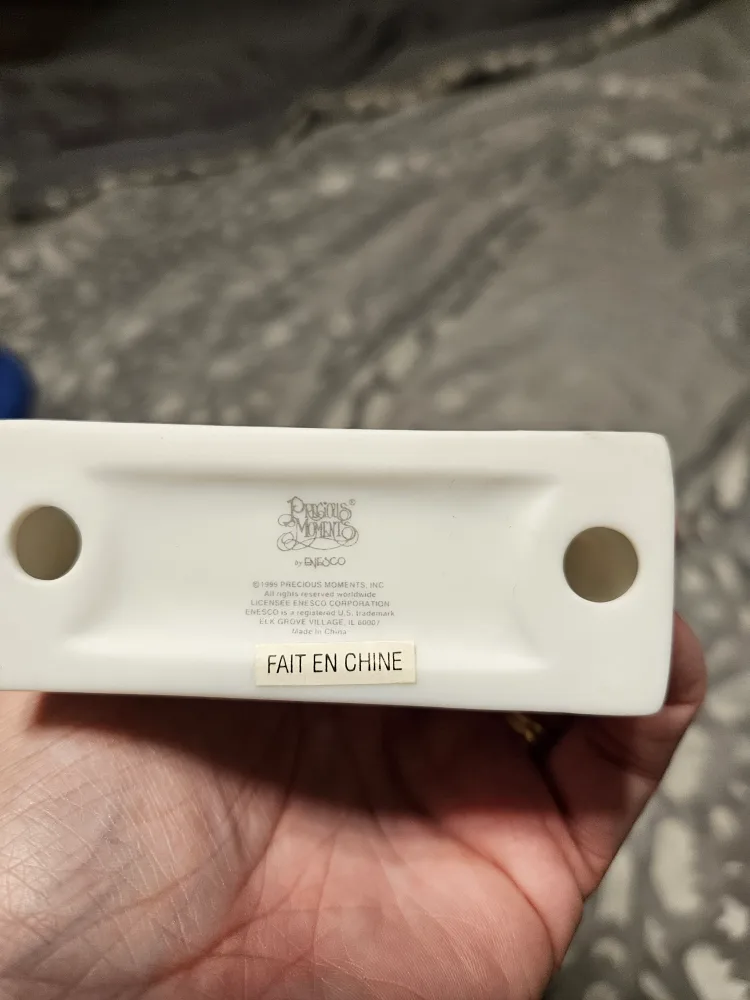 PRECIOUS
MOMENTS®
by ENESCO
©1995 PRECIOUS MOMENTS, INC.
All rights reserved worldwide
LICENSEE ENESCO CORPORATION
ENESCO is a registered U.S. trademark
ELK GROVE VILLAGE, IL 60007
Made in China
FAIT EN CHINE